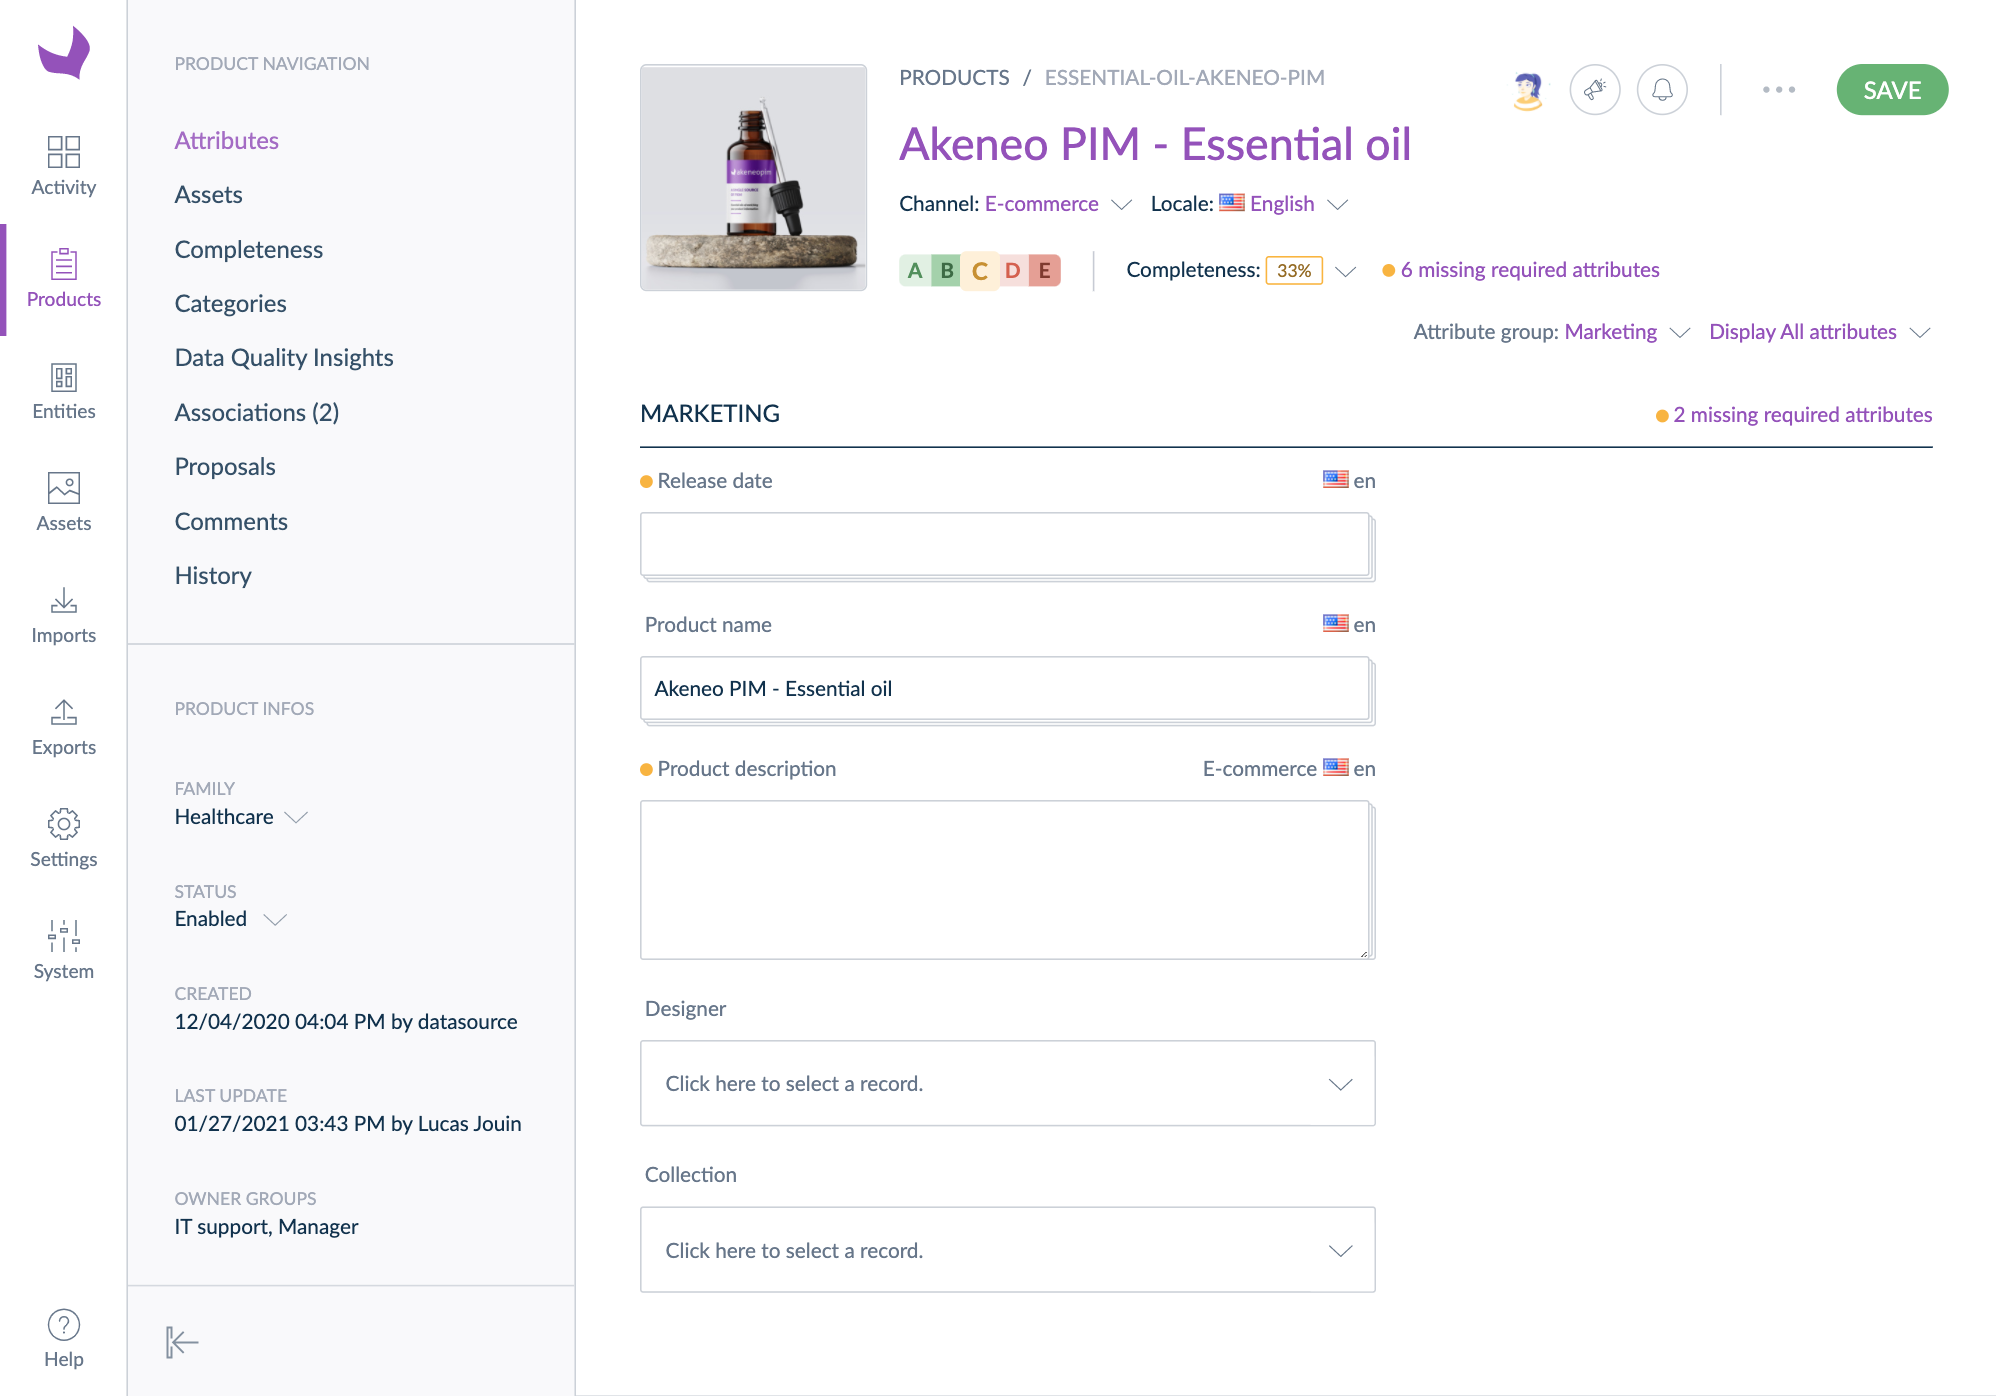 Activity
Products
Entities
Assets
Imports
Exports
Settings
System
Help
PRODUCT NAVIGATION
Attributes
Assets
Completeness
Categories
Data Quality Insights
Associations (2)
Proposals
Comments
History
PRODUCT INFOS
FAMILY
Healthcare
STATUS
Enabled
CREATED
12/04/2020 04:04 PM by datasource
LAST UPDATE
01/27/2021 03:43 PM by Lucas Jouin
OWNER GROUPS
IT support, Manager
akeneopim
PRODUCTS / ESSENTIAL-OIL-AKENEO-PIM
SAVE
Akeneo PIM - Essential oil
Channel: E-commerce Locale: English
A B C D E Completeness: 33% 6 missing required attributes
Attribute group: Marketing Display All attributes
MARKETING 2 missing required attributes
Release date en
Product name en
Akeneo PIM - Essential oil
Product description E-commerce en
Designer
Click here to select a record.
Collection
Click here to select a record.